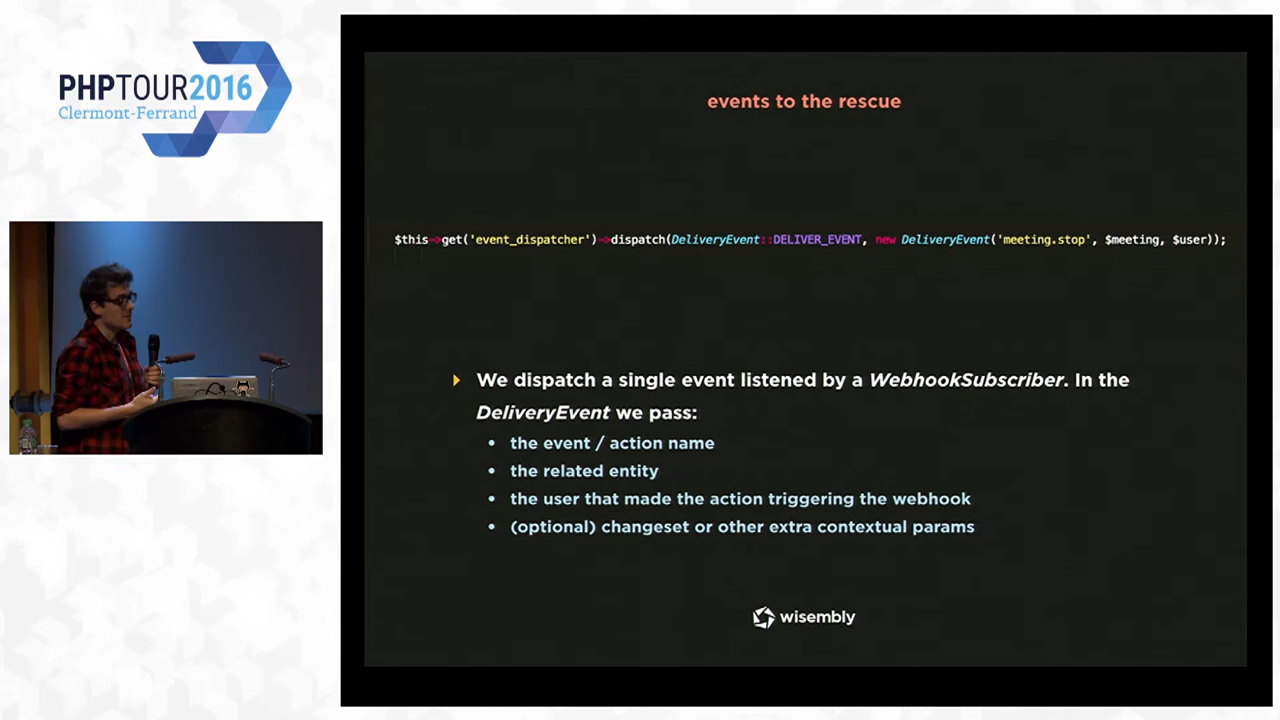 PHPTOUR2016
Clermont-Ferrand
events to the rescue
$this->get('event_dispatcher')->dispatch(DeliveryEvent::DELIVER_EVENT, new DeliveryEvent('meeting.stop', $meeting, $user));
We dispatch a single event listened by a WebhookSubscriber. In the
DeliveryEvent we pass:
• the event / action name
• the related entity
• the user that made the action triggering the webhook
• (optional) changeset or other extra contextual params
wisembly